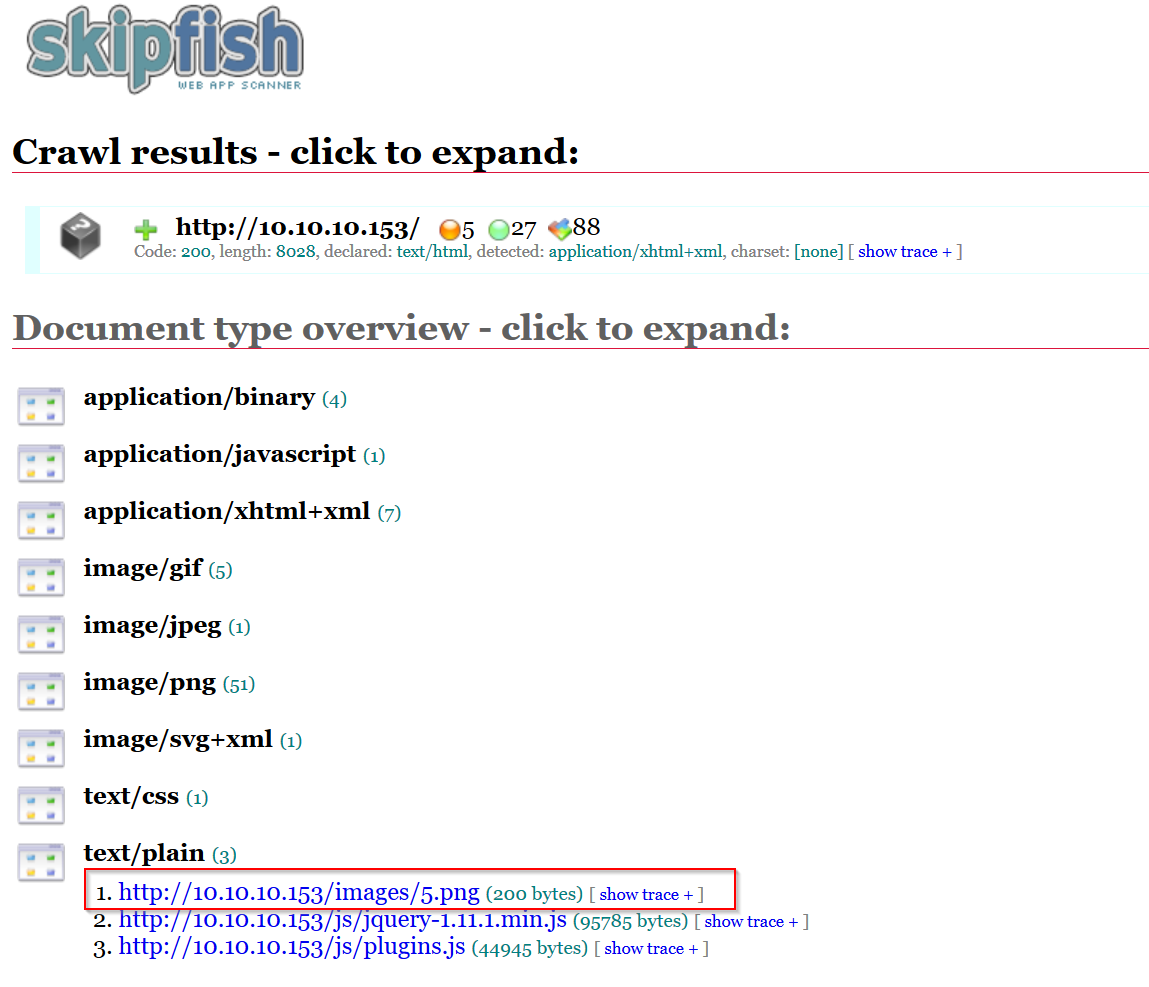 skipfish
WEB APP SCANNER
Crawl results - click to expand:
http://10.10.10.153/ 5 27 88
Code: 200, length: 8028, declared: text/html, detected: application/xhtml+xml, charset: [none] [ show trace + ]
Document type overview - click to expand:
application/binary (4)
application/javascript (1)
application/xhtml+xml (7)
image/gif (5)
image/jpeg (1)
image/png (51)
image/svg+xml (1)
text/css (1)
text/plain (3)
1. http://10.10.10.153/images/5.png (200 bytes) [ show trace + ]
2. http://10.10.10.153/js/jquery-1.11.1.min.js (95785 bytes) [ show trace + ]
3. http://10.10.10.153/js/plugins.js (44945 bytes) [ show trace + ]